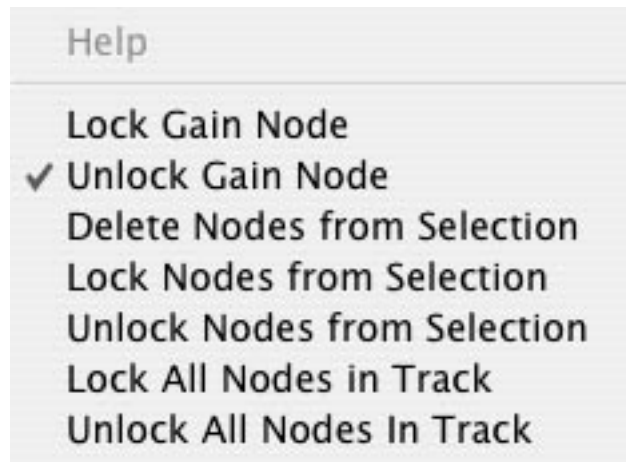 Help
Lock Gain Node
✓ Unlock Gain Node
Delete Nodes from Selection
Lock Nodes from Selection
Unlock Nodes from Selection
Lock All Nodes in Track
Unlock All Nodes In Track